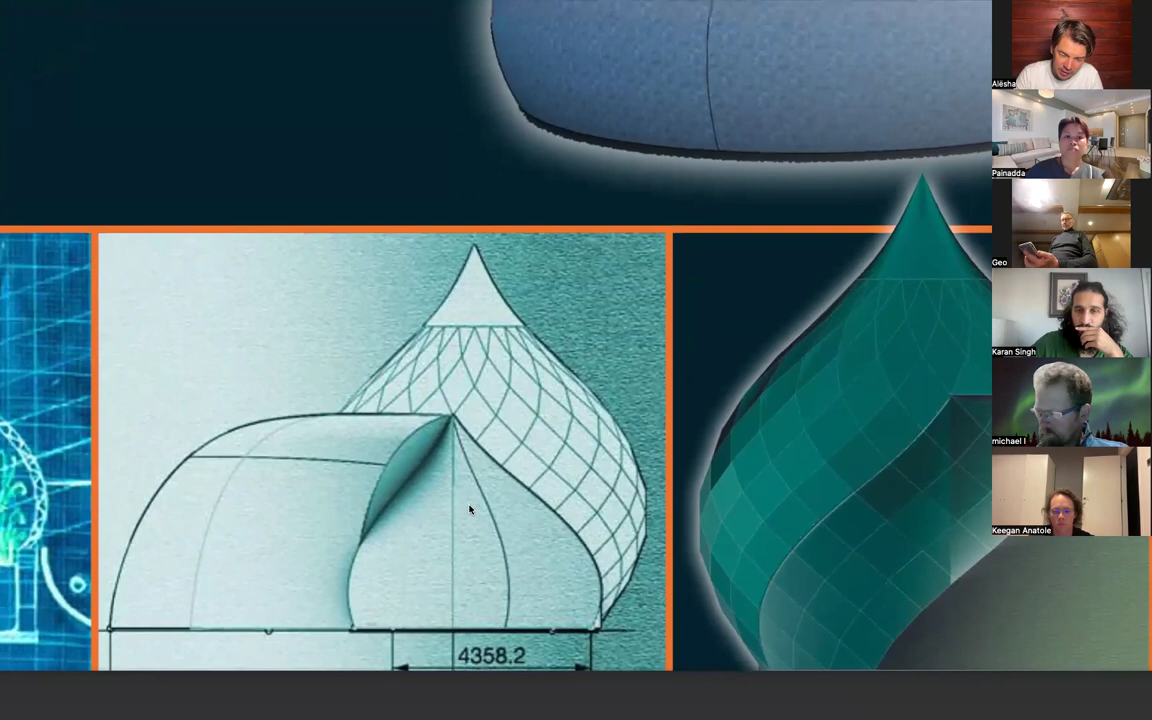 Alësha
Painadda
Geo
Karan Singh
michael l
Keegan Anatole
4358.2